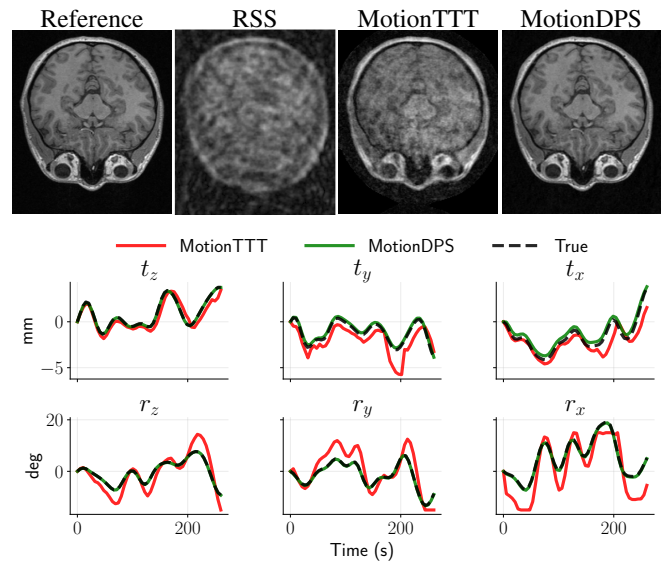 Reference RSS MotionTTT MotionDPS
MotionTTT MotionDPS True
t_z t_y t_x
mm
0
−5
r_z r_y r_x
deg
20
0
0 200 0 200 0 200
Time (s)